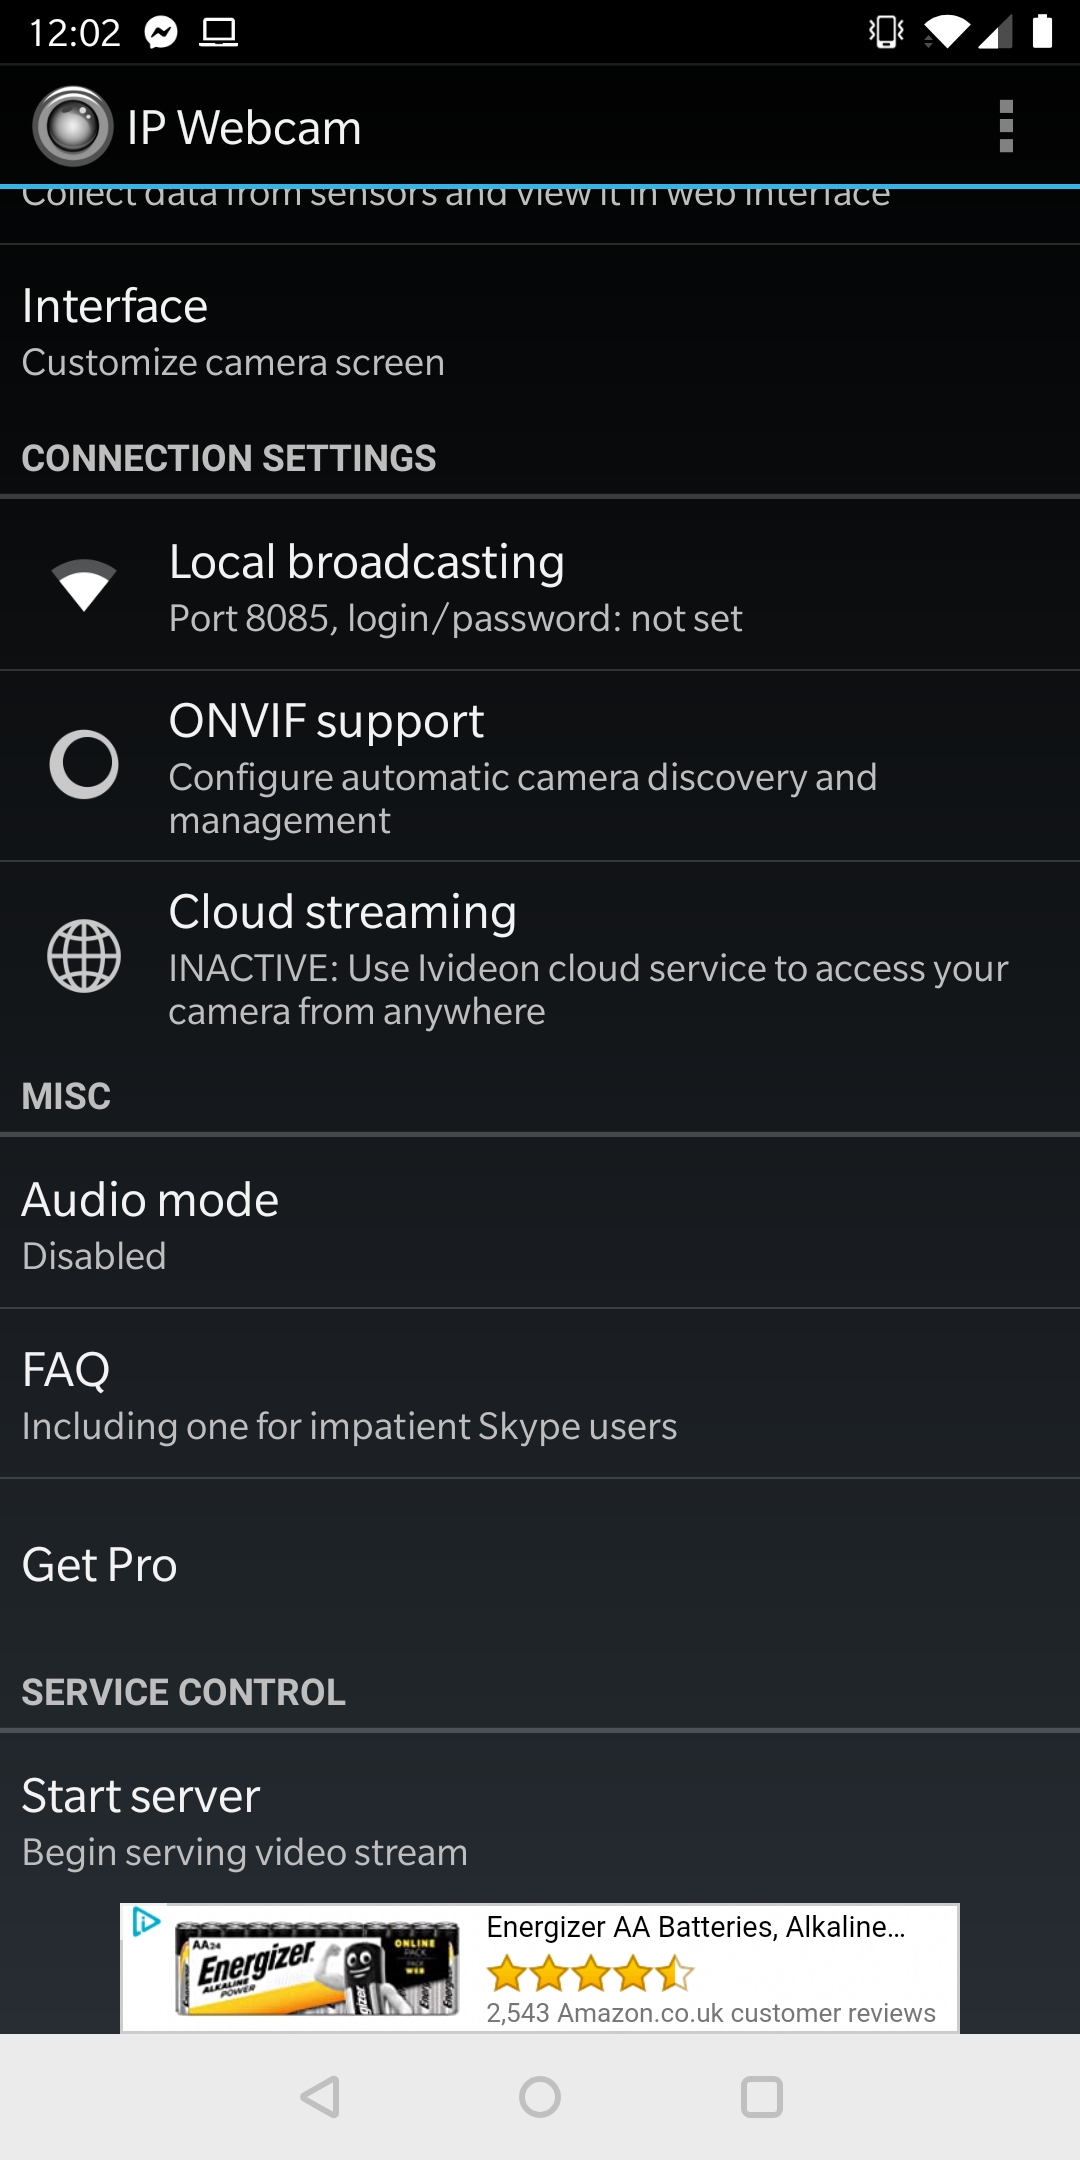 12:02
IP Webcam
Collect data from sensors and view it in web interface
Interface
Customize camera screen
CONNECTION SETTINGS
Local broadcasting
Port 8085, login/password: not set
ONVIF support
Configure automatic camera discovery and
management
Cloud streaming
INACTIVE: Use Ivideon cloud service to access your
camera from anywhere
MISC
Audio mode
Disabled
FAQ
Including one for impatient Skype users
Get Pro
SERVICE CONTROL
Start server
Begin serving video stream
AA24
Energizer
ALKALINE
POWER
ONLINE
PACK
WEB
Energizer AA Batteries, Alkaline...
2,543 Amazon.co.uk customer reviews